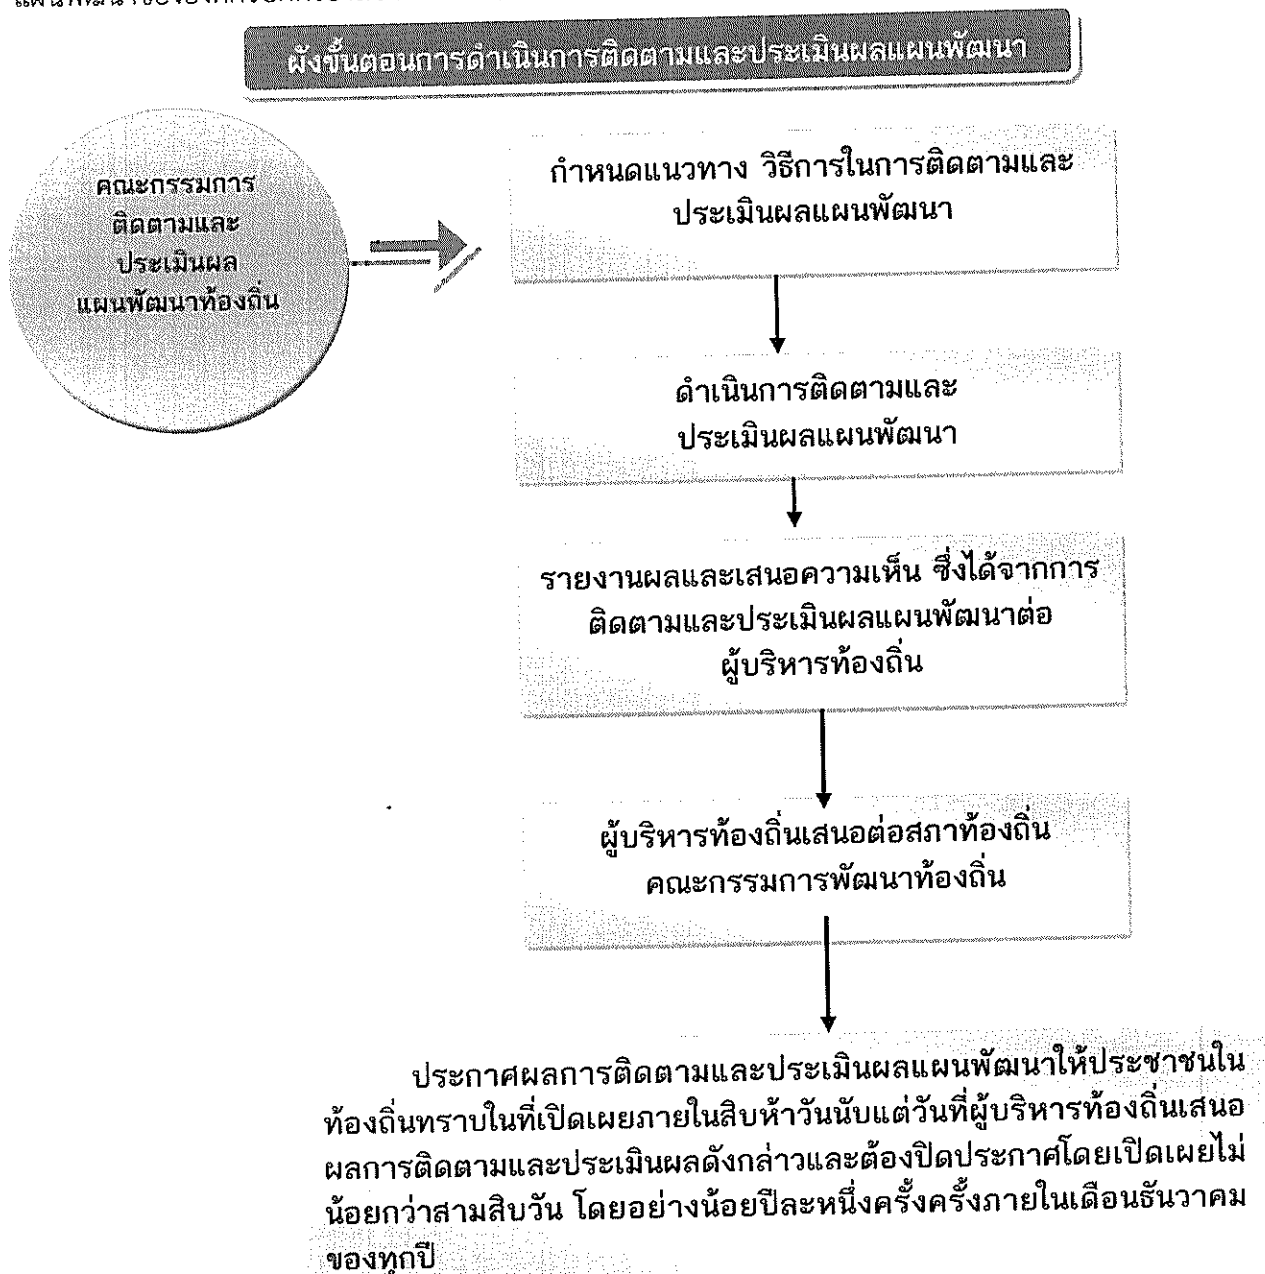 ผังขั้นตอนการดำเนินการติดตามและประเมินผลแผนพัฒนา
คณะกรรมการ
ติดตามและ
ประเมินผล
แผนพัฒนาท้องถิ่น
กำหนดแนวทาง วิธีการในการติดตามและ
ประเมินผลแผนพัฒนา
ดำเนินการติดตามและ
ประเมินผลแผนพัฒนา
รายงานผลและเสนอความเห็น ซึ่งได้จากการ
ติดตามและประเมินผลแผนพัฒนาต่อ
ผู้บริหารท้องถิ่น
ผู้บริหารท้องถิ่นเสนอต่อสภาท้องถิ่น
คณะกรรมการพัฒนาท้องถิ่น
ประกาศผลการติดตามและประเมินผลแผนพัฒนาให้ประชาชนใน
ท้องถิ่นทราบในที่เปิดเผยภายในสิบห้าวันนับแต่วันที่ผู้บริหารท้องถิ่นเสนอ
ผลการติดตามและประเมินผลดังกล่าวและต้องปิดประกาศโดยเปิดเผยไม่
น้อยกว่าสามสิบวัน โดยอย่างน้อยปีละหนึ่งครั้งครั้งภายในเดือนธันวาคม
ของทุกปี